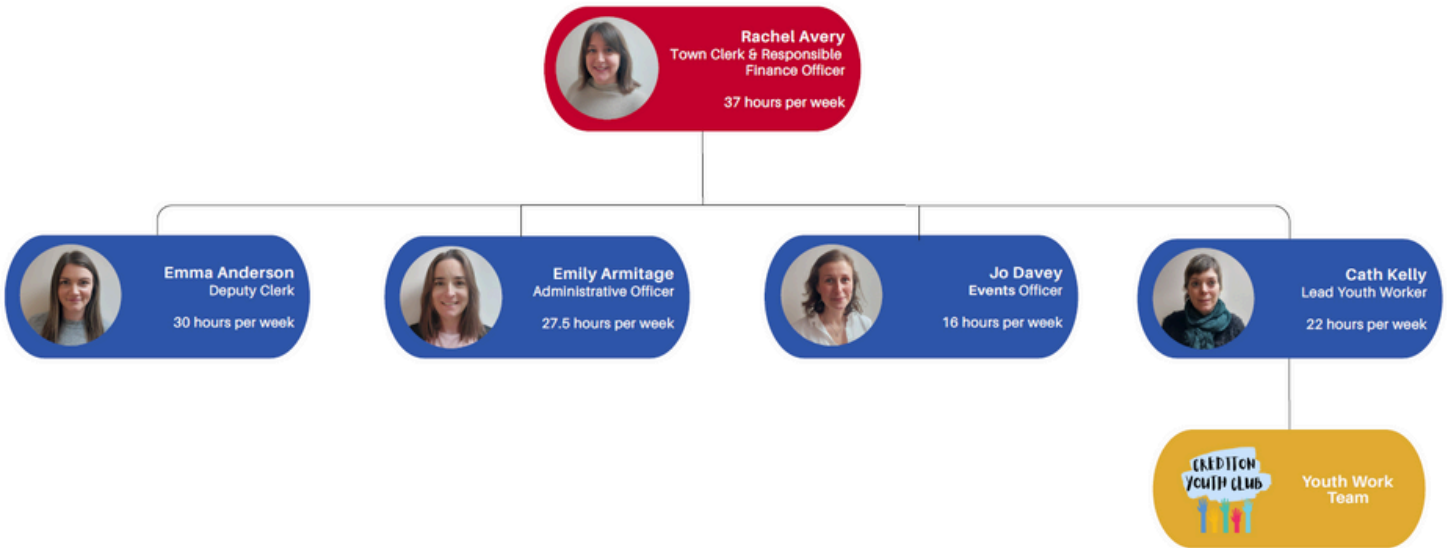 Rachel Avery
Town Clerk & Responsible
Finance Officer
37 hours per week
Emma Anderson
Deputy Clerk
30 hours per week
Emily Armitage
Administrative Officer
27.5 hours per week
Jo Davey
Events Officer
16 hours per week
Cath Kelly
Lead Youth Worker
22 hours per week
CREDITON
YOUTH CLUB
Youth Work
Team